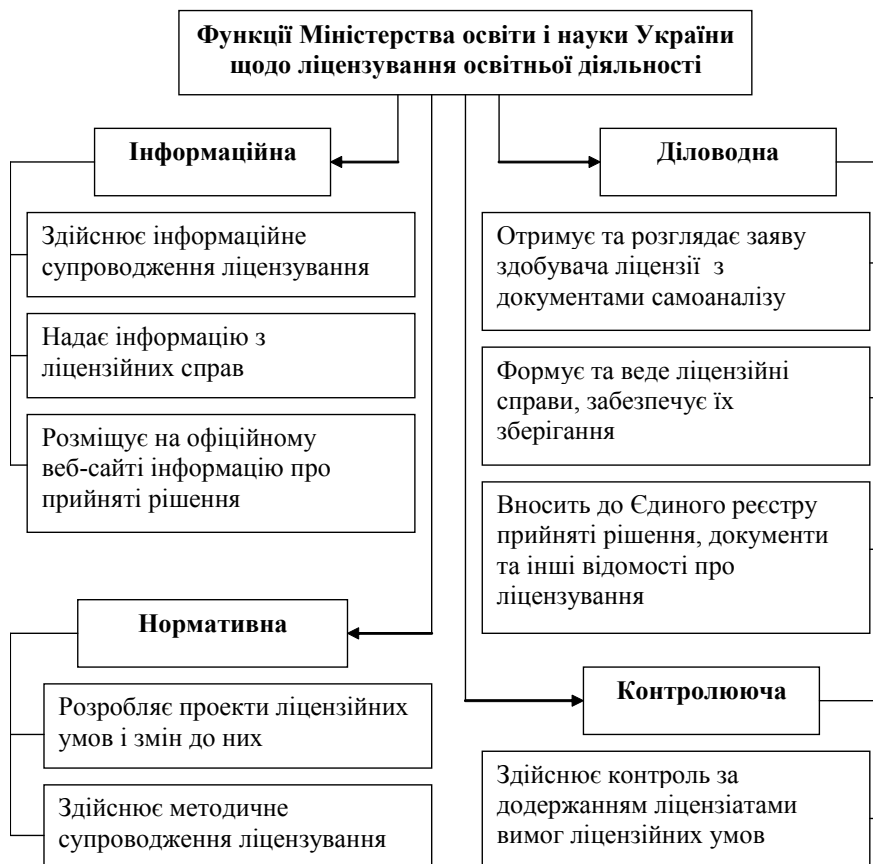 Функції Міністерства освіти і науки України
щодо ліцензування освітньої діяльності
Інформаційна
Здійснює інформаційне
супроводження ліцензування
Надає інформацію з
ліцензійних справ
Розміщує на офіційному
веб-сайті інформацію про
прийняті рішення
Нормативна
Розробляє проекти ліцензійних
умов і змін до них
Здійснює методичне
супроводження ліцензування
Діловодна
Отримує та розглядає заяву
здобувача ліцензії з
документами самоаналізу
Формує та веде ліцензійні
справи, забезпечує їх
зберігання
Вносить до Єдиного реєстру
прийняті рішення, документи
та інші відомості про
ліцензування
Контролююча
Здійснює контроль за
додержанням ліцензіатами
вимог ліцензійних умов